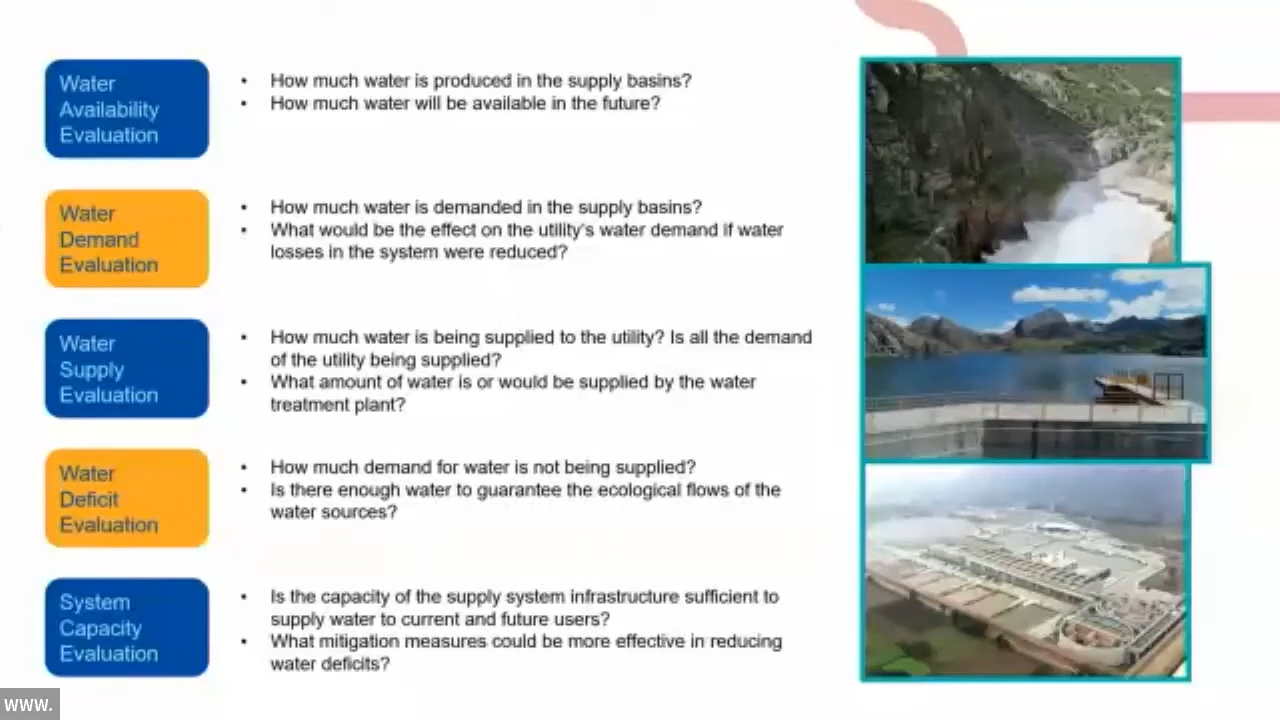 Water
Availability
Evaluation
• How much water is produced in the supply basins?
• How much water will be available in the future?
Water
Demand
Evaluation
• How much water is demanded in the supply basins?
• What would be the effect on the utility's water demand if water
losses in the system were reduced?
Water
Supply
Evaluation
• How much water is being supplied to the utility? Is all the demand
of the utility being supplied?
• What amount of water is or would be supplied by the water
treatment plant?
Water
Deficit
Evaluation
• How much demand for water is not being supplied?
• Is there enough water to guarantee the ecological flows of the
water sources?
System
Capacity
Evaluation
• Is the capacity of the supply system infrastructure sufficient to
supply water to current and future users?
• What mitigation measures could be more effective in reducing
water deficits?
www.